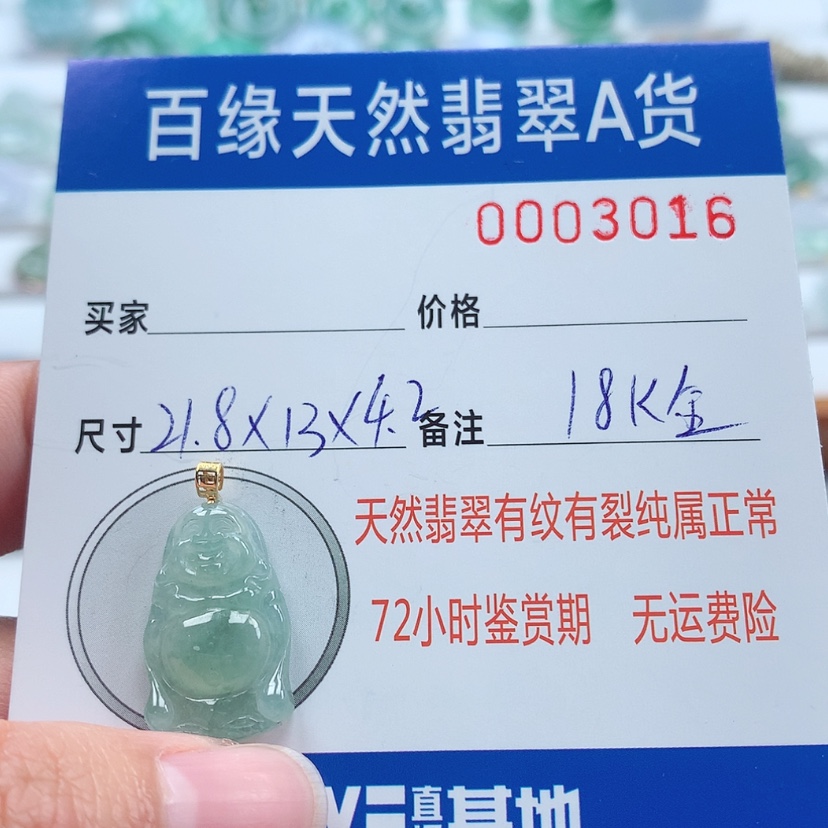 百缘天然翡翠A货
0003016
买家 价格
尺寸 21.8X13X4.2 备注 18K金
天然翡翠有纹有裂纯属正常
72小时鉴赏期 无运费险
基地